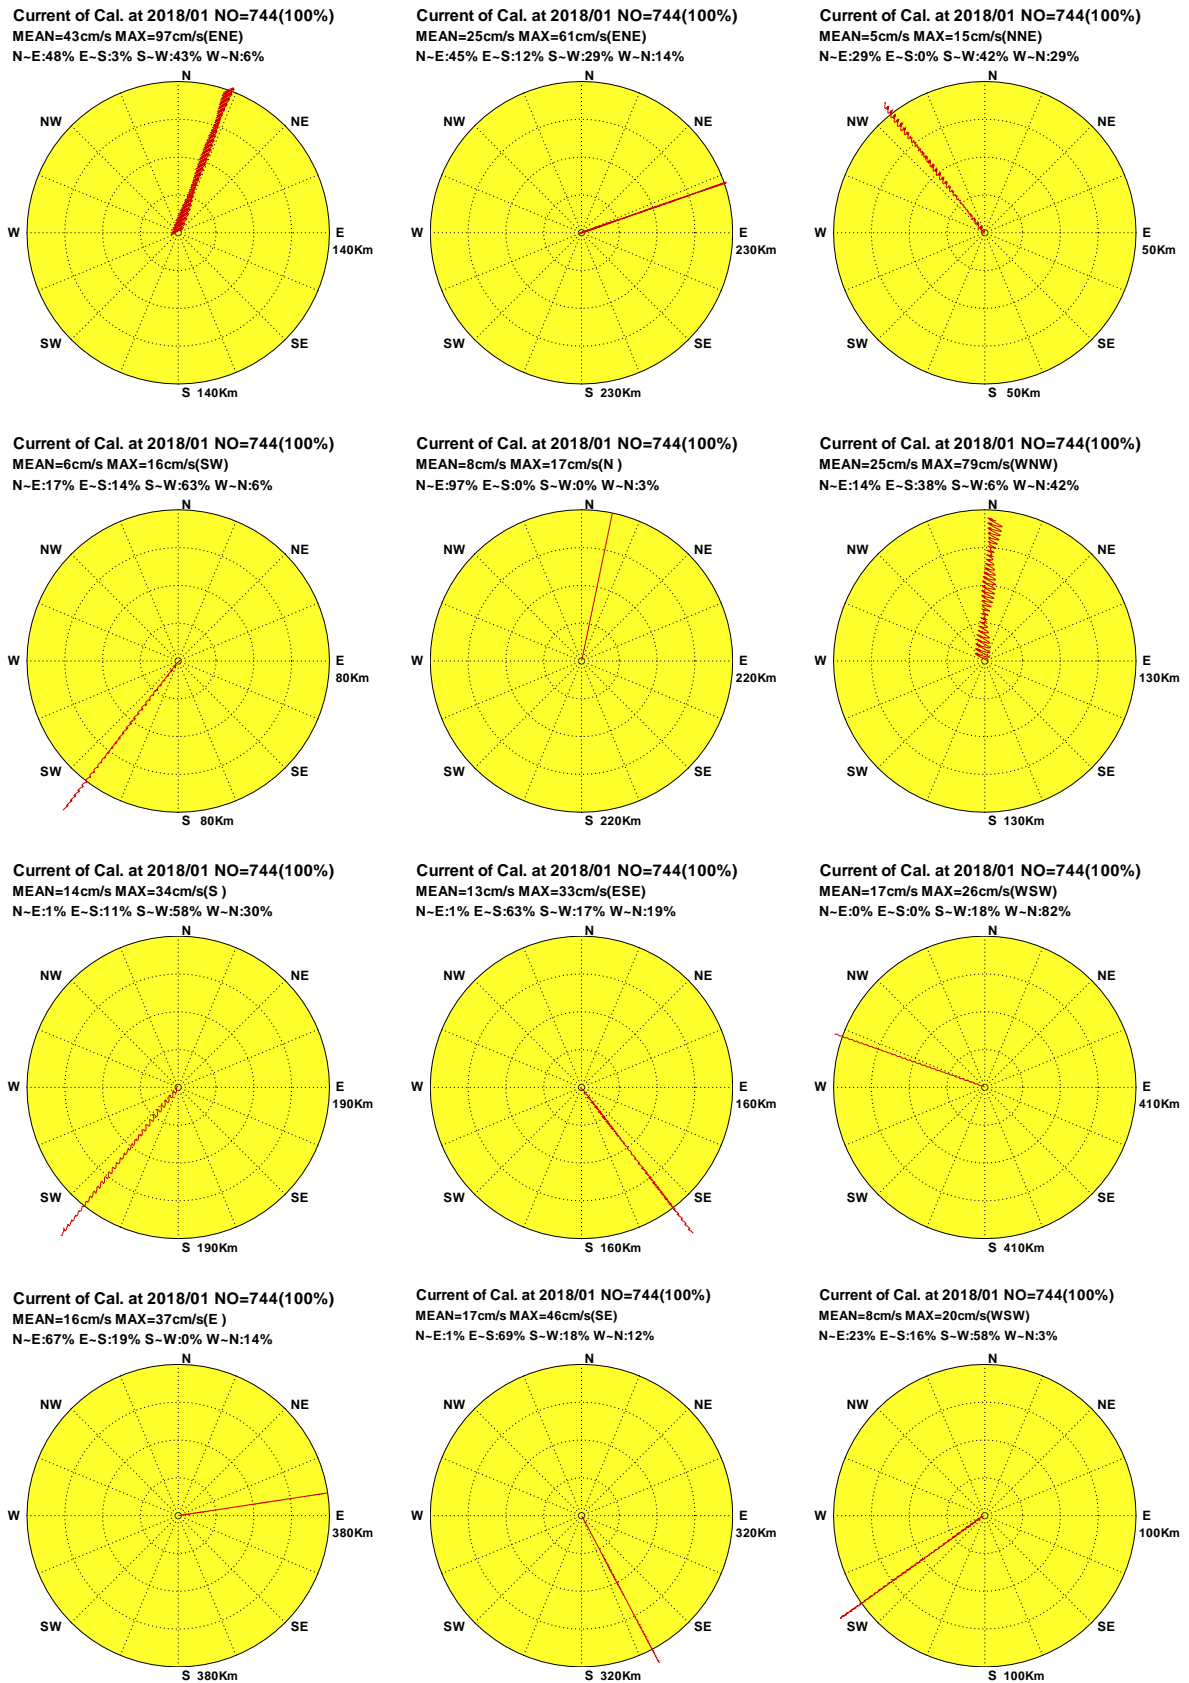 Current of Cal. at 2018/01 NO=744(100%)
MEAN=43cm/s MAX=97cm/s(ENE)
N~E:48% E~S:3% S~W:43% W~N:6%
N
NW
NE
W
E
140Km
SW
SE
S 140Km
Current of Cal. at 2018/01 NO=744(100%)
MEAN=25cm/s MAX=61cm/s(ENE)
N~E:45% E~S:12% S~W:29% W~N:14%
N
NW
NE
W
E
230Km
SW
SE
S 230Km
Current of Cal. at 2018/01 NO=744(100%)
MEAN=5cm/s MAX=15cm/s(NNE)
N~E:29% E~S:0% S~W:42% W~N:29%
N
NW
NE
W
E
50Km
SW
SE
S 50Km
Current of Cal. at 2018/01 NO=744(100%)
MEAN=6cm/s MAX=16cm/s(SW)
N~E:17% E~S:14% S~W:63% W~N:6%
N
NW
NE
W
E
80Km
SW
SE
S 80Km
Current of Cal. at 2018/01 NO=744(100%)
MEAN=8cm/s MAX=17cm/s(N )
N~E:97% E~S:0% S~W:0% W~N:3%
N
NW
NE
W
E
220Km
SW
SE
S 220Km
Current of Cal. at 2018/01 NO=744(100%)
MEAN=25cm/s MAX=79cm/s(WNW)
N~E:14% E~S:38% S~W:6% W~N:42%
N
NW
NE
W
E
130Km
SW
SE
S 130Km
Current of Cal. at 2018/01 NO=744(100%)
MEAN=14cm/s MAX=34cm/s(S )
N~E:1% E~S:11% S~W:58% W~N:30%
N
NW
NE
W
E
190Km
SW
SE
S 190Km
Current of Cal. at 2018/01 NO=744(100%)
MEAN=13cm/s MAX=33cm/s(ESE)
N~E:1% E~S:63% S~W:17% W~N:19%
N
NW
NE
W
E
160Km
SW
SE
S 160Km
Current of Cal. at 2018/01 NO=744(100%)
MEAN=17cm/s MAX=26cm/s(WSW)
N~E:0% E~S:0% S~W:18% W~N:82%
N
NW
NE
W
E
410Km
SW
SE
S 410Km
Current of Cal. at 2018/01 NO=744(100%)
MEAN=16cm/s MAX=37cm/s(E )
N~E:67% E~S:19% S~W:0% W~N:14%
N
NW
NE
W
E
380Km
SW
SE
S 380Km
Current of Cal. at 2018/01 NO=744(100%)
MEAN=17cm/s MAX=46cm/s(SE)
N~E:1% E~S:69% S~W:18% W~N:12%
N
NW
NE
W
E
320Km
SW
SE
S 320Km
Current of Cal. at 2018/01 NO=744(100%)
MEAN=8cm/s MAX=20cm/s(WSW)
N~E:23% E~S:16% S~W:58% W~N:3%
N
NW
NE
W
E
100Km
SW
SE
S 100Km